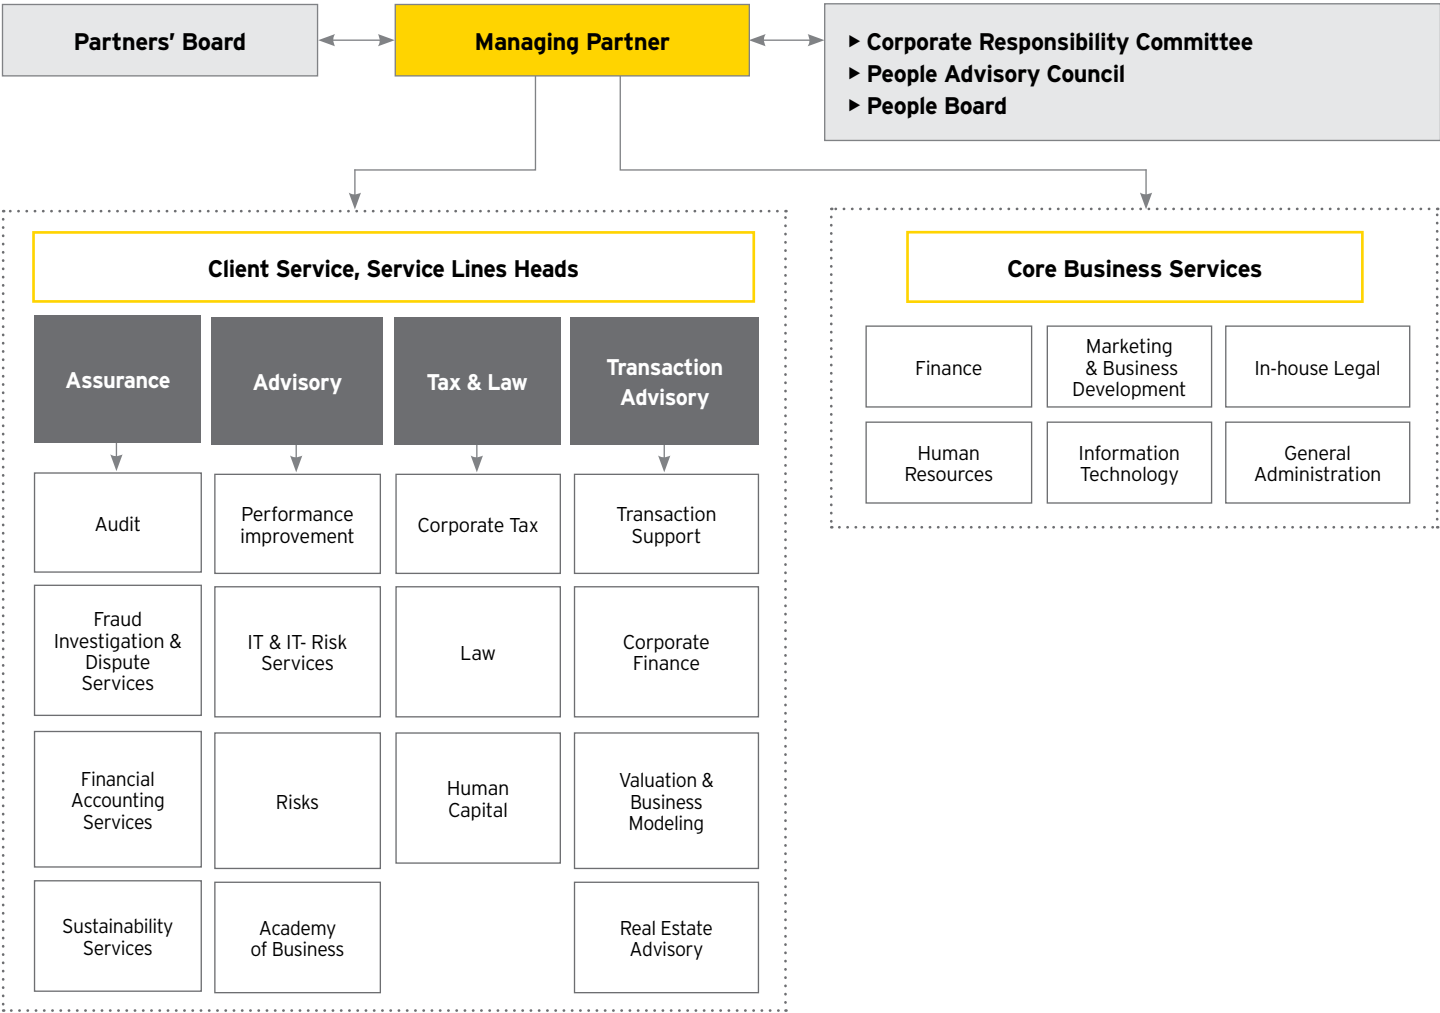 Partners’ Board
Managing Partner
▶ Corporate Responsibility Committee
▶ People Advisory Council
▶ People Board
Client Service, Service Lines Heads
Assurance
Advisory
Tax & Law
Transaction
Advisory
Audit
Performance
improvement
Corporate Tax
Transaction
Support
Fraud
Investigation &
Dispute
Services
IT & IT- Risk
Services
Law
Corporate
Finance
Financial
Accounting
Services
Risks
Human
Capital
Valuation &
Business
Modeling
Sustainability
Services
Academy
of Business
Real Estate
Advisory
Core Business Services
Finance
Marketing
& Business
Development
In-house Legal
Human
Resources
Information
Technology
General
Administration